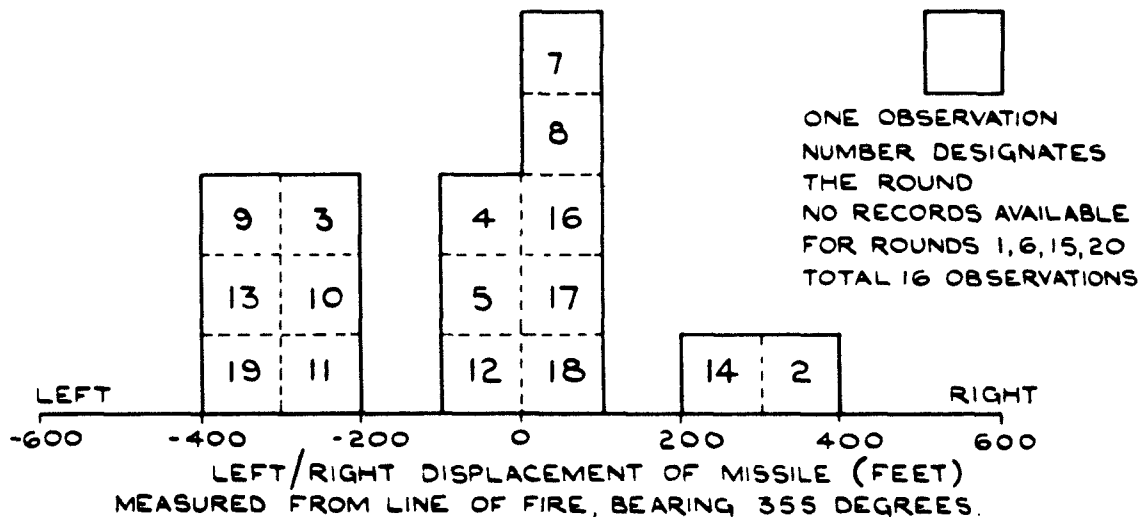 7
8
9 3 4 16
13 10 5 17
19 11 12 18 14 2
ONE OBSERVATION
NUMBER DESIGNATES
THE ROUND
NO RECORDS AVAILABLE
FOR ROUNDS 1,6,15,20
TOTAL 16 OBSERVATIONS
LEFT RIGHT
-600 -400 -200 0 200 400 600
LEFT/RIGHT DISPLACEMENT OF MISSILE (FEET)
MEASURED FROM LINE OF FIRE, BEARING 355 DEGREES.